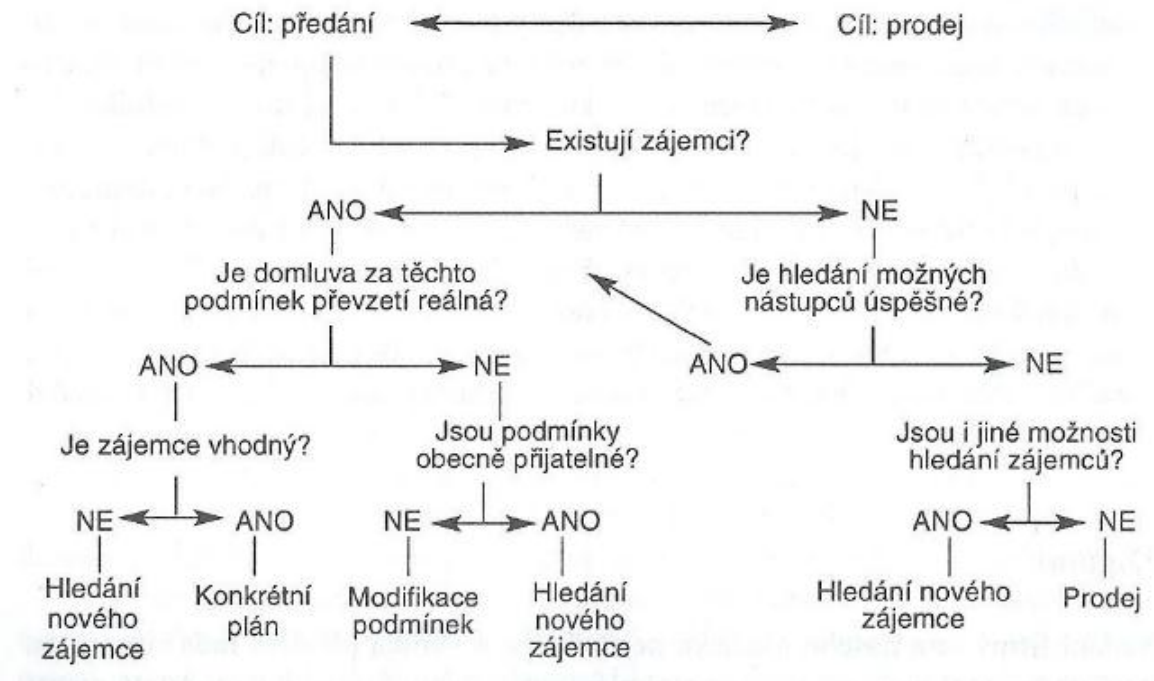 Cíl: předání
Cíl: prodej
Existují zájemci?
ANO
NE
Je domluva za těchto
podmínek převzetí reálná?
Je hledání možných
nástupců úspěšné?
ANO
NE
ANO
NE
Je zájemce vhodný?
Jsou podmínky
obecně přijatelné?
Jsou i jiné možnosti
hledání zájemců?
NE
ANO
NE
ANO
ANO
NE
Hledání
nového
zájemce
Konkrétní
plán
Modifikace
podmínek
Hledání
nového
zájemce
Hledání nového
zájemce
Prodej